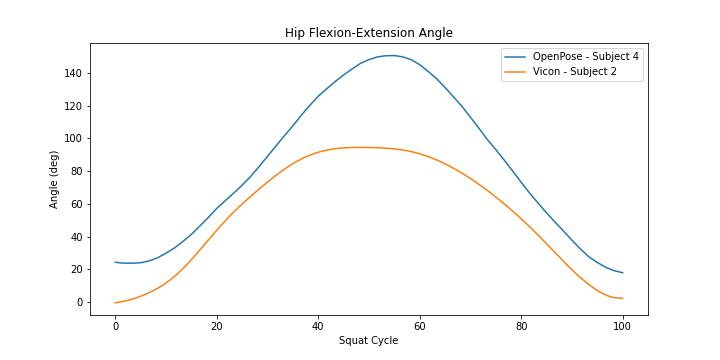 Hip Flexion-Extension Angle
OpenPose - Subject 4
Vicon - Subject 2
Angle (deg)
140
120
100
80
60
40
20
0
0 20 40 60 80 100
Squat Cycle